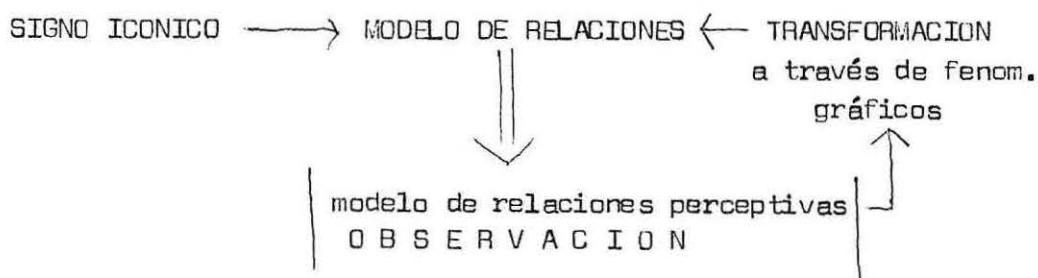 SIGNO ICONICO MODELO DE RELACIONES TRANSFORMACION
a través de fenom.
gráficos
modelo de relaciones perceptivas
O B S E R V A C I O N